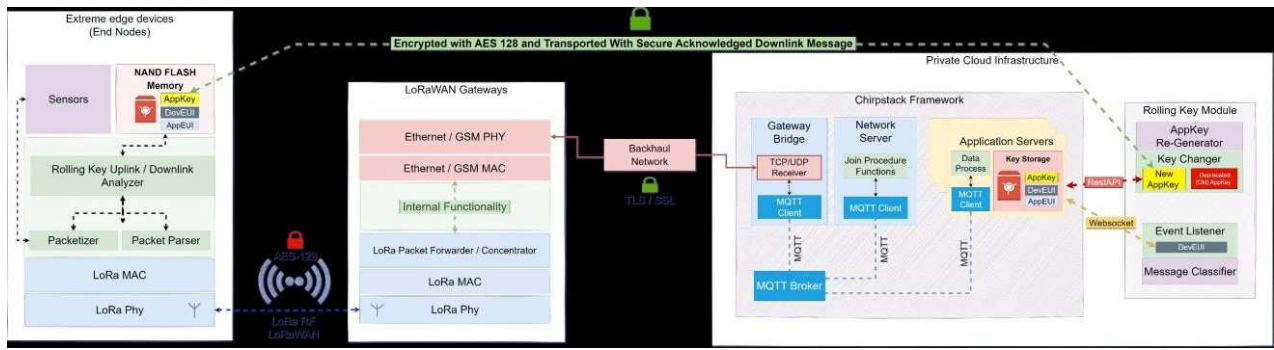 Extreme edge devices
(End Nodes)
Sensors
NAND FLASH
Memory
AppKey
DevEUI
AppEUI
Rolling Key Uplink / Downlink
Analyzer
Packetizer
Packet Parser
LoRa MAC
LoRa Phy
Encrypted with AES 128 and Transported With Secure Acknowledged Downlink Message
AES-128
LoRa RF
LoRaWAN
LoRaWAN Gateways
Ethernet / GSM PHY
Ethernet / GSM MAC
Internal Functionality
LoRa Packet Forwarder / Concentrator
LoRa MAC
LoRa Phy
Backhaul
Network
TLS / SSL
Private Cloud Infrastructure
Chirpstack Framework
Gateway
Bridge
TCP/UDP
Receiver
MQTT
Client
Network
Server
Join Procedure
Functions
MQTT Client
Application Servers
Data
Process
MQTT
Client
Key Storage
AppKey
DevEUI
AppEUI
MQTT
MQTT
MQTT
MQTT Broker
RestAPI
Websocket
Rolling Key Module
AppKey
Re-Generator
Key Changer
New
AppKey
Deprecated
(Old) AppKey
Event Listener
DevEUI
Message Classifier